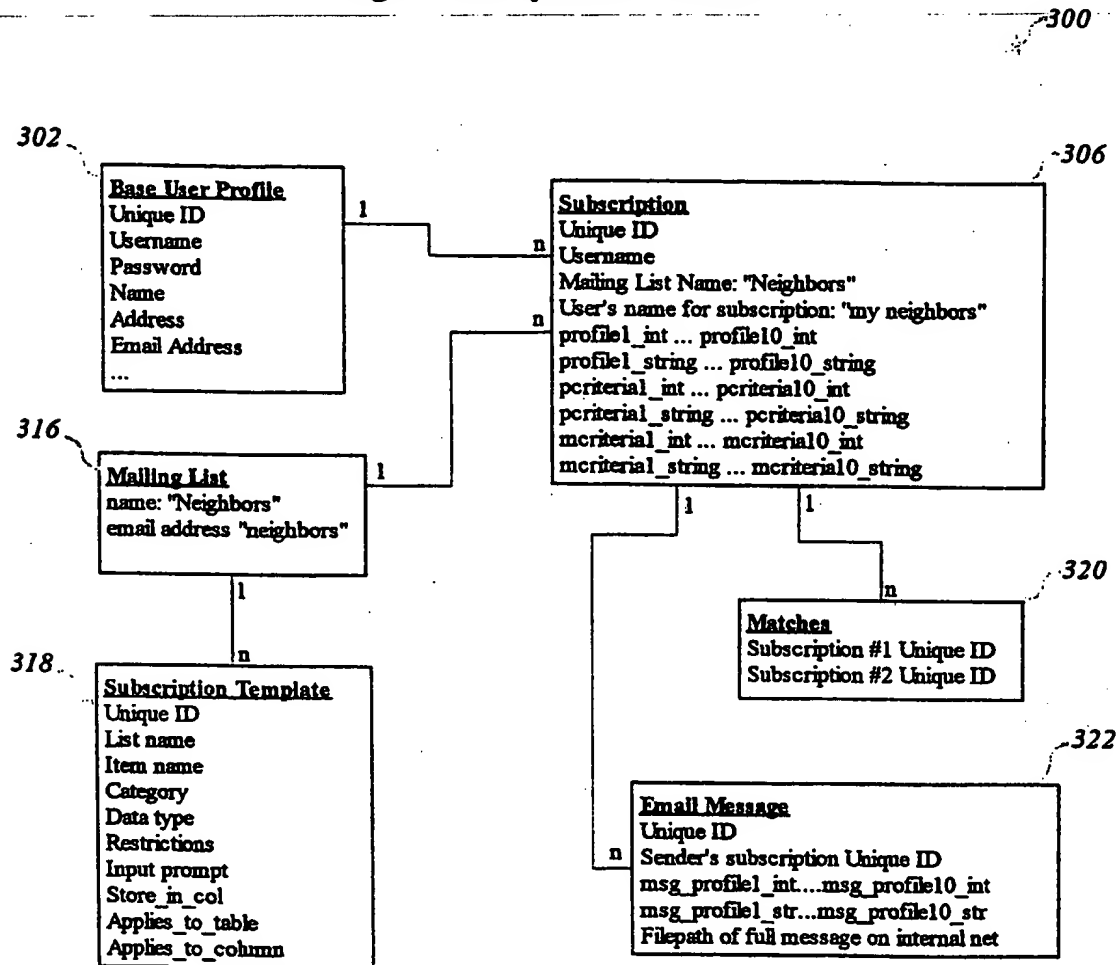 300
302
Base User Profile
Unique ID
Username
Password
Name
Address
Email Address
...
1
n
306
Subscription
Unique ID
Username
Mailing List Name: "Neighbors"
User's name for subscription: "my neighbors"
profile1_int ... profile10_int
profile1_string ... profile10_string
pcriteria1_int ... pcriteria10_int
pcriteria1_string ... pcriteria10_string
mcriteria1_int ... mcriteria10_int
mcriteria1_string ... mcriteria10_string
n
316
Mailing List
name: "Neighbors"
email address "neighbors"
1
1
n
1
1
n
320
Matches
Subscription #1 Unique ID
Subscription #2 Unique ID
318
Subscription Template
Unique ID
List name
Item name
Category
Data type
Restrictions
Input prompt
Store_in_col
Applies_to_table
Applies_to_column
322
Email Message
Unique ID
Sender's subscription Unique ID
msg_profile1_int....msg_profile10_int
msg_profile1_str...msg_profile10_str
Filepath of full message on internal net
n